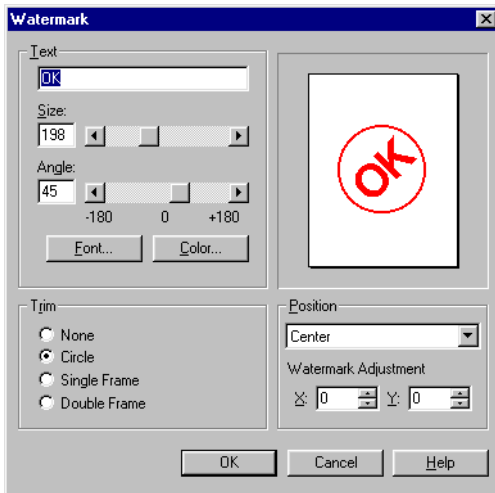 Watermark
Text
OK
Size:
198
Angle:
45
-180 0 +180
Font... Color...
OK
Trim
None
Circle
Single Frame
Double Frame
Position
Center
Watermark Adjustment
X: 0 Y: 0
OK Cancel Help